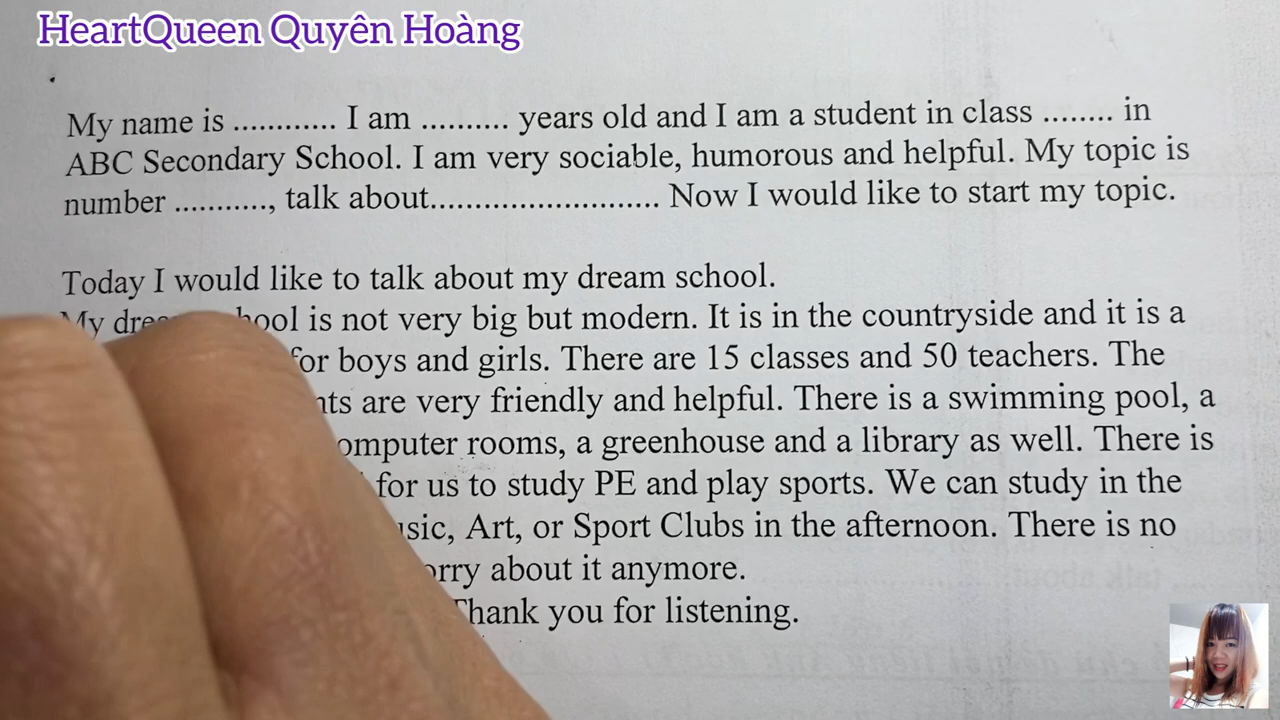 HeartQueen Quyên Hoàng
My name is ............ I am .......... years old and I am a student in class ........ in
ABC Secondary School. I am very sociable, humorous and helpful. My topic is
number ..........., talk about.......................... Now I would like to start my topic.
Today I would like to talk about my dream school.
My is not very big but modern. It is in the countryside and it is a
for boys and girls. There are 15 classes and 50 teachers. The
are very friendly and helpful. There is a swimming pool, a
rooms, a greenhouse and a library as well. There is
for us to study PE and play sports. We can study in the
Art, or Sport Clubs in the afternoon. There is no
about it anymore.
Thank you for listening.